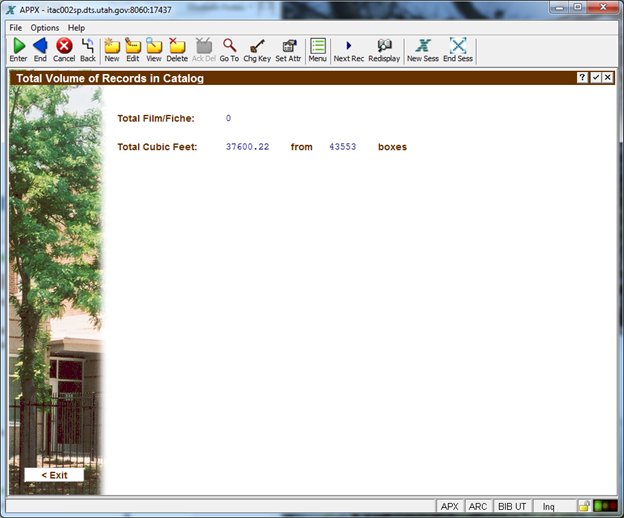 APPX - itac002sp.dts.utah.gov:8060:17437
File Options Help
Enter End Cancel Back New Edit View Delete Ack Del Go To Chg Key Set Attr Menu Next Rec Redisplay New Sess End Sess
Total Volume of Records in Catalog
Total Film/Fiche: 0
Total Cubic Feet: 37600.22 from 43553 boxes
< Exit
APX ARC BIB UT Inq